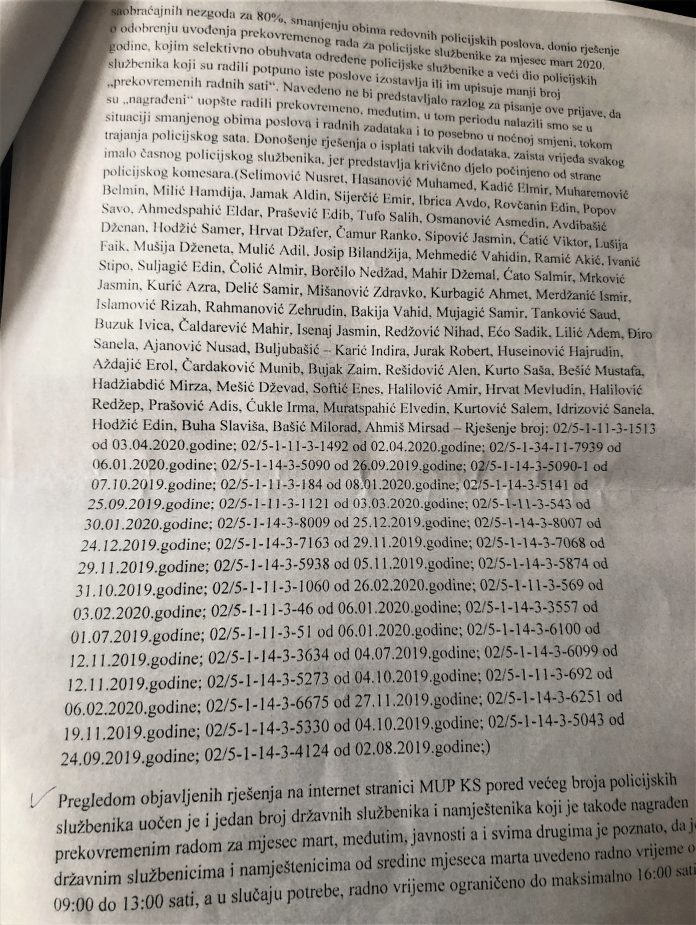 saobraćajnih nezgoda za 80%, smanjenju obima redovnih policijskih poslova, donio rješenje
o odobrenju uvođenja prekovremenog rada za policijske službenike za mjesec mart 2020.
godine, kojim selektivno obuhvata određene policijske službenike a veći dio policijskih
službenika koji su radili potpuno iste poslove izostavlja ili im upisuje manji broj
„prekovremenih radnih sati“. Navedeno ne bi predstavljalo razlog za pisanje ove prijave, da
su „nagrađeni“ uopšte radili prekovremeno, međutim, u tom periodu nalazili smo se u
situaciji smanjenog obima poslova i radnih zadataka i to posebno u noćnoj smjeni, tokom
trajanja policijskog sata. Donošenje rješenja o isplati takvih dodataka, zaista vrijeđa svakog
imalo časnog policijskog službenika, jer predstavlja krivično djelo počinjeno od strane
policijskog komesara.(Selimović Nusret, Hasanović Muhamed, Kadić Elmir, Muharemović
Belmin, Milić Hamdija, Jamak Aldin, Sijerčić Emir, Ibrica Avdo, Rovčanin Edin, Popov
Savo, Ahmedspahić Eldar, Prašević Edib, Tufo Salih, Osmanović Asmedin, Avdibašić
Dženan, Hodžić Samer, Hrvat Džafer, Čamur Ranko, Sipović Jasmin, Ćatić Viktor, Lušija
Faik, Mušija Dženeta, Mulić Adil, Josip Bilandžija, Mehmedić Vahidin, Ramić Akić, Ivanić
Stipo, Suljagić Edin, Čolić Almir, Borčilo Nedžad, Mahir Džemal, Ćato Salmir, Mrković
Jasmin, Kurić Azra, Delić Samir, Mišanović Zdravko, Kurbagić Ahmet, Merdžanić Ismir,
Islamović Rizah, Rahmanović Zehrudin, Bakija Vahid, Mujagić Samir, Tanković Saud,
Buzuk Ivica, Čaldarević Mahir, Isenaj Jasmin, Redžović Nihad, Ećo Sadik, Lilić Adem, Điro
Sanela, Ajanović Nusad, Buljubašić – Karić Indira, Jurak Robert, Huseinović Hajrudin,
Aždajić Erol, Čardaković Munib, Bujak Zaim, Rešidović Alen, Kurto Saša, Bešić Mustafa,
Hadžiabdić Mirza, Mešić Dževad, Softić Enes, Halilović Amir, Hrvat Mevludin, Halilović
Redžep, Prašović Adis, Ćukle Irma, Muratspahić Elvedin, Kurtović Salem, Idrizović Sanela,
Hodžić Edin, Buha Slaviša, Bašić Milorad, Ahmiš Mirsad – Rješenje broj: 02/5-1-11-3-1513
od 03.04.2020.godine; 02/5-1-11-3-1492 od 02.04.2020.godine; 02/5-1-34-11-7939 od
06.01.2020.godine; 02/5-1-14-3-5090 od 26.09.2019.godine; 02/5-1-14-3-5090-1 od
07.10.2019.godine; 02/5-1-11-3-184 od 08.01.2020.godine; 02/5-1-14-3-5141 od
25.09.2019.godine; 02/5-1-11-3-1121 od 03.03.2020.godine; 02/5-1-11-3-543 od
30.01.2020.godine; 02/5-1-14-3-8009 od 25.12.2019.godine; 02/5-1-14-3-8007 od
24.12.2019.godine; 02/5-1-14-3-7163 od 29.11.2019.godine; 02/5-1-14-3-7068 od
29.11.2019.godine; 02/5-1-14-3-5938 od 05.11.2019.godine; 02/5-1-14-3-5874 od
31.10.2019.godine; 02/5-1-11-3-1060 od 26.02.2020.godine; 02/5-1-11-3-569 od
03.02.2020.godine; 02/5-1-11-3-46 od 06.01.2020.godine; 02/5-1-14-3-3557 od
01.07.2019.godine; 02/5-1-11-3-51 od 06.01.2020.godine; 02/5-1-14-3-6100 od
12.11.2019.godine; 02/5-1-14-3-3634 od 04.07.2019.godine; 02/5-1-14-3-6099 od
12.11.2019.godine; 02/5-1-14-3-5273 od 04.10.2019.godine; 02/5-1-11-3-692 od
06.02.2020.godine; 02/5-1-14-3-6675 od 27.11.2019.godine; 02/5-1-14-3-6251 od
19.11.2019.godine; 02/5-1-14-3-5330 od 04.10.2019.godine; 02/5-1-14-3-5043 od
24.09.2019.godine; 02/5-1-14-3-4124 od 02.08.2019.godine;)
Pregledom objavljenih rješenja na internet stranici MUP KS pored većeg broja policijskih
službenika uočen je i jedan broj državnih službenika i namještenika koji je takođe nagrađen
prekovremenim radom za mjesec mart, međutim, javnosti a i svima drugima je poznato, da je
državnim službenicima i namještenicima od sredine mjeseca marta uvedeno radno vrijeme o
09:00 do 13:00 sati, a u slučaju potrebe, radno vrijeme ograničeno do maksimalno 16:00 sati